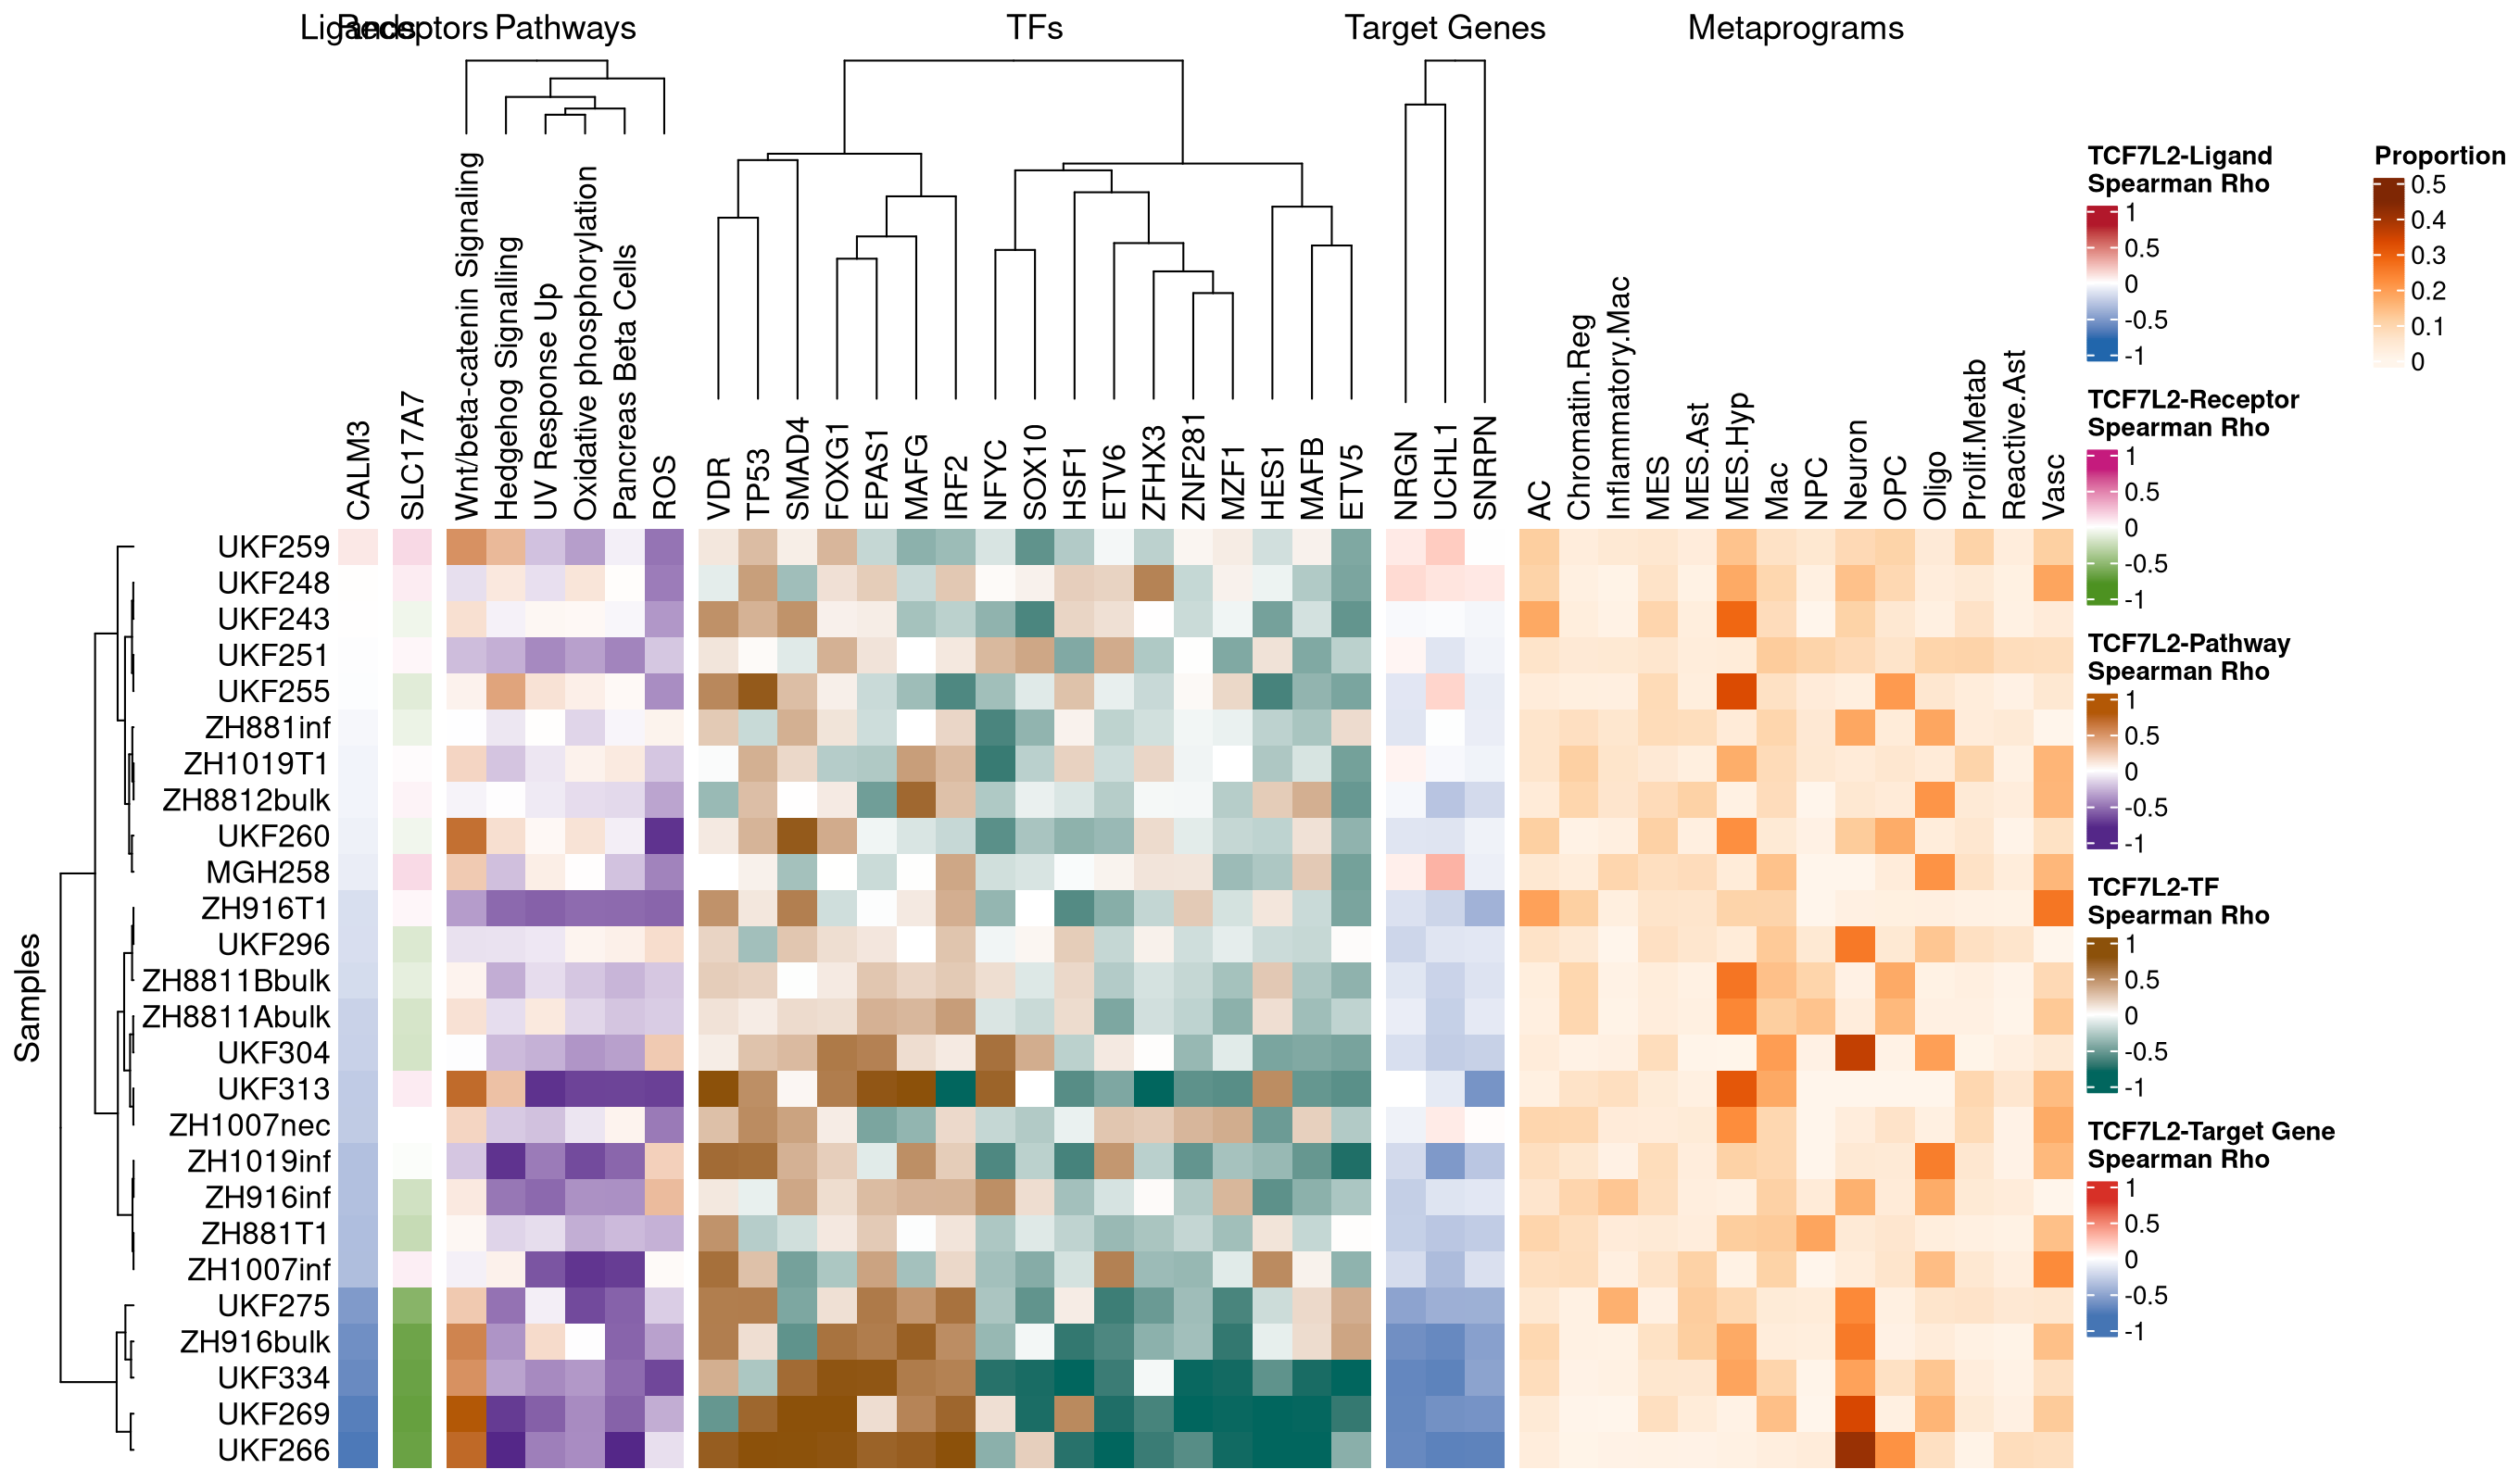 Ligands
Receptors
Pathways
TFs
Target Genes
Metaprograms
CALM3
SLC17A7
Wnt/beta-catenin Signaling
Hedgehog Signalling
UV Response Up
Oxidative phosphorylation
Pancreas Beta Cells
ROS
VDR
TP53
SMAD4
FOXG1
EPAS1
MAFG
IRF2
NFYC
SOX10
HSF1
ETV6
ZFHX3
ZNF281
MZF1
HES1
MAFB
ETV5
NRGN
UCHL1
SNRPN
AC
Chromatin.Reg
Inflammatory.Mac
MES
MES.Ast
MES.Hyp
Mac
NPC
Neuron
OPC
Oligo
Prolif.Metab
Reactive.Ast
Vasc
Samples
UKF259
UKF248
UKF243
UKF251
UKF255
ZH881inf
ZH1019T1
ZH8812bulk
UKF260
MGH258
ZH916T1
UKF296
ZH8811Bbulk
ZH8811Abulk
UKF304
UKF313
ZH1007nec
ZH1019inf
ZH916inf
ZH881T1
ZH1007inf
UKF275
ZH916bulk
UKF334
UKF269
UKF266
TCF7L2-Ligand
Spearman Rho
1
0.5
0
-0.5
-1
TCF7L2-Receptor
Spearman Rho
1
0.5
0
-0.5
-1
TCF7L2-Pathway
Spearman Rho
1
0.5
0
-0.5
-1
TCF7L2-TF
Spearman Rho
1
0.5
0
-0.5
-1
TCF7L2-Target Gene
Spearman Rho
1
0.5
0
-0.5
-1
Proportion
0.5
0.4
0.3
0.2
0.1
0